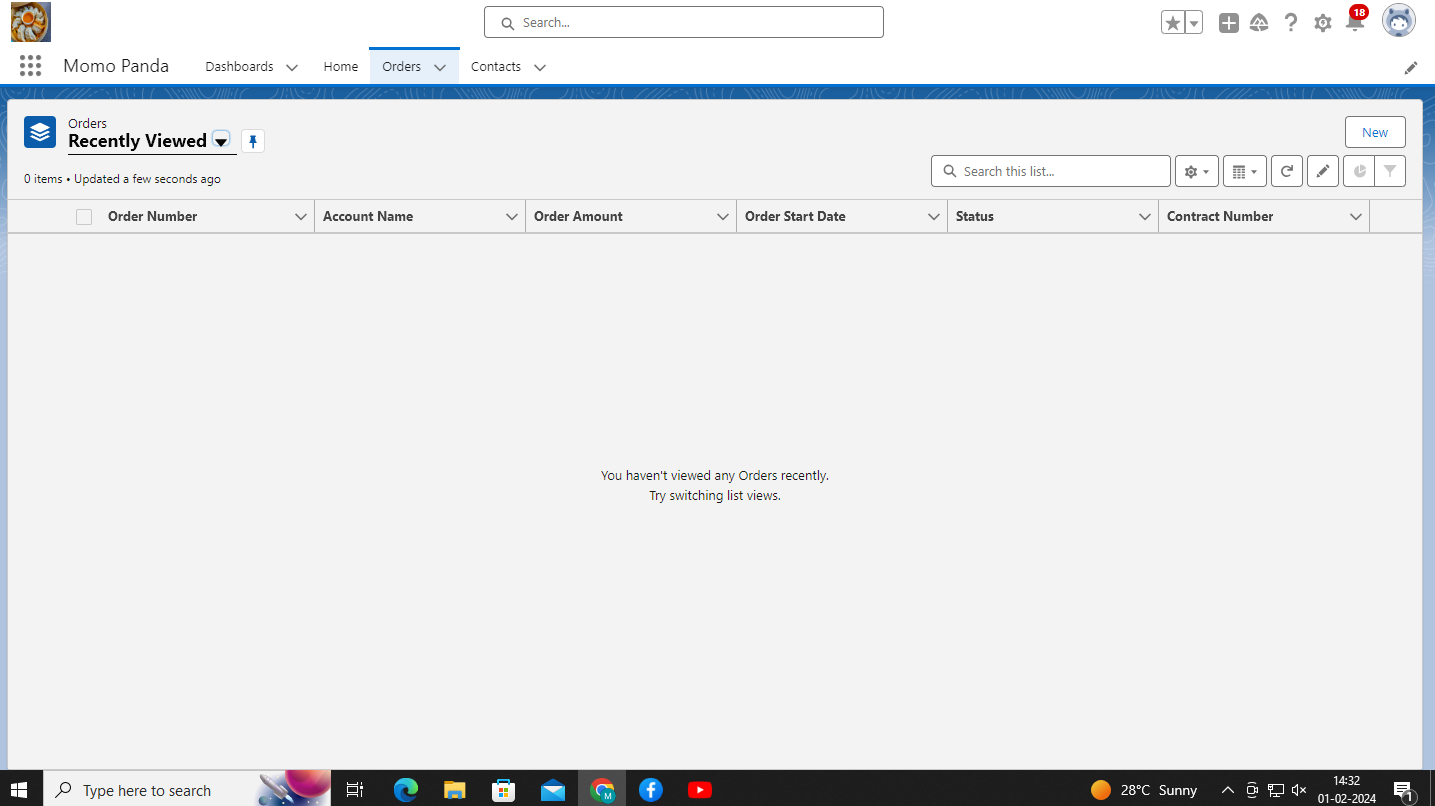 Search...
18
Momo Panda
Dashboards
Home
Orders
Contacts
Orders
Recently Viewed
New
0 items • Updated a few seconds ago
Search this list...
Order Number
Account Name
Order Amount
Order Start Date
Status
Contract Number
You haven't viewed any Orders recently.
Try switching list views.
Type here to search
M
28°C Sunny
14:32
01-02-2024
1